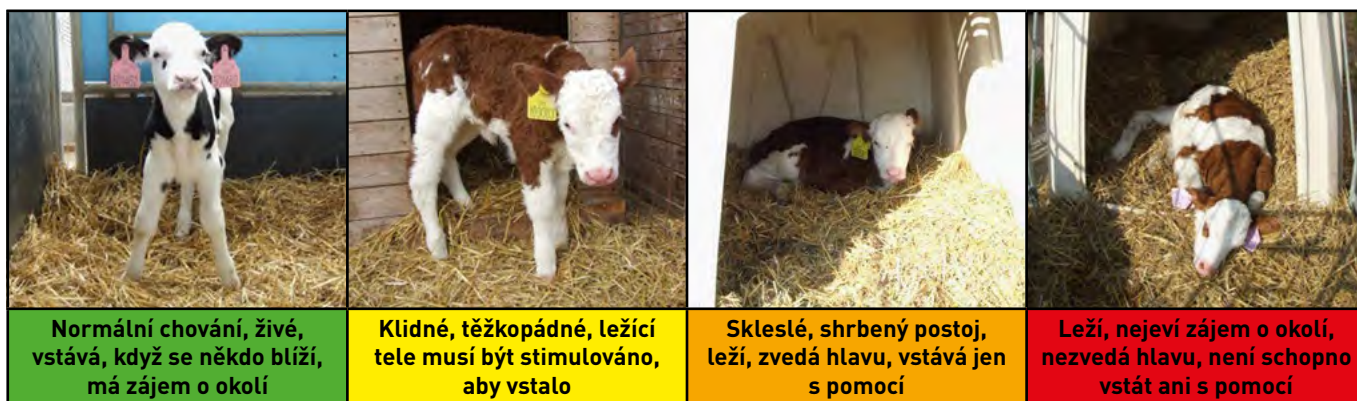 Normální chování, živé,
vstává, když se někdo blíží,
má zájem o okolí
Klidné, těžkopádné, ležící
tele musí být stimulováno,
aby vstalo
Skleslé, shrbený postoj,
leží, zvedá hlavu, vstává jen
s pomocí
Leží, nejeví zájem o okolí,
nezvedá hlavu, není schopno
vstát ani s pomocí